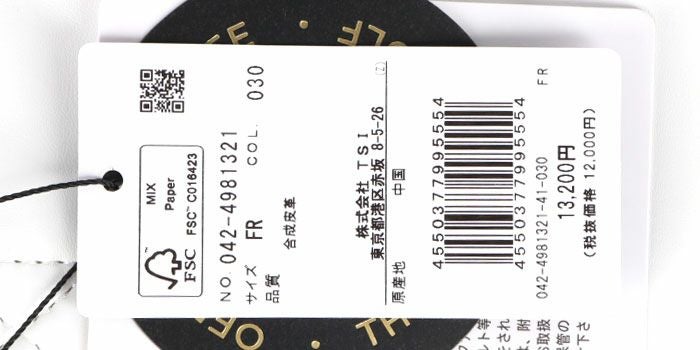 MIX
Paper
FSC™ C016423
FSC
NO. 042-4981321
サイズ FR COL. 030
品質
合成皮革
株式会社 TSI
東京都港区赤坂 8-5-26 (Z)
原産地 中国
4550377995554
4550377995554
042-4981321-41-030 FR
13,200円
(税抜価格 12,000円)